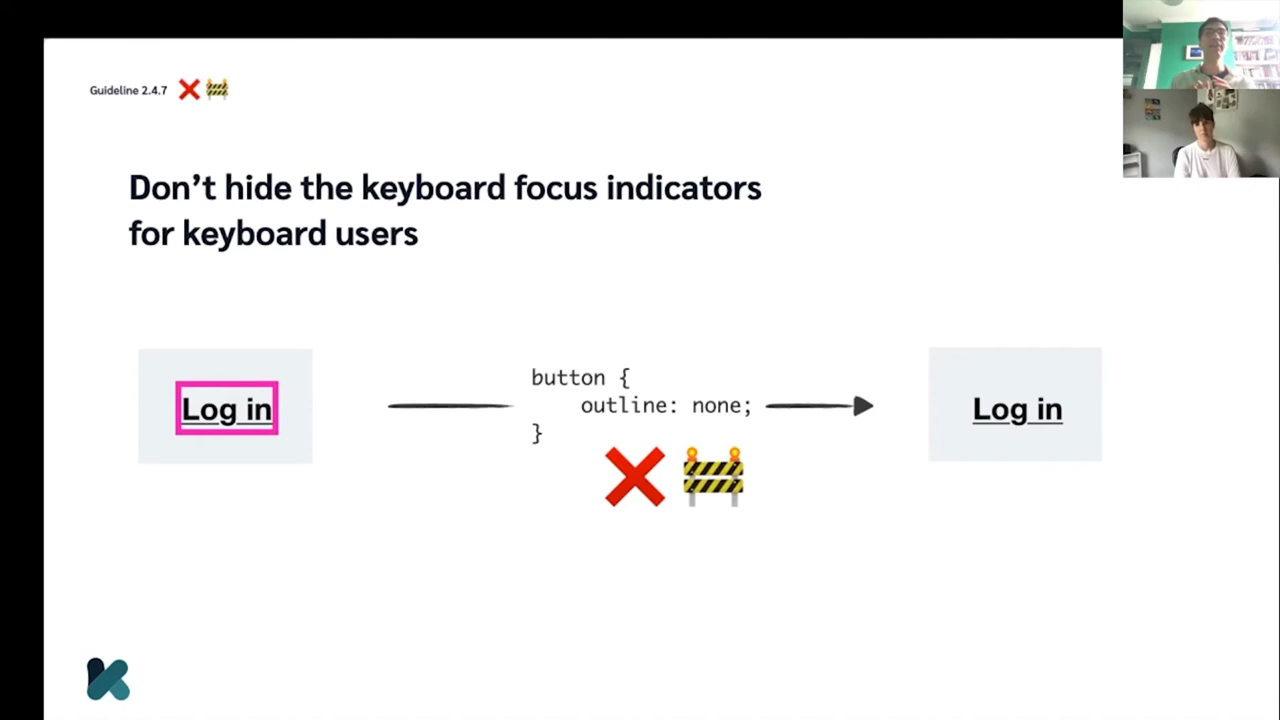 Guideline 2.4.7
Don’t hide the keyboard focus indicators
for keyboard users
Log in
button {
outline: none;
}
Log in